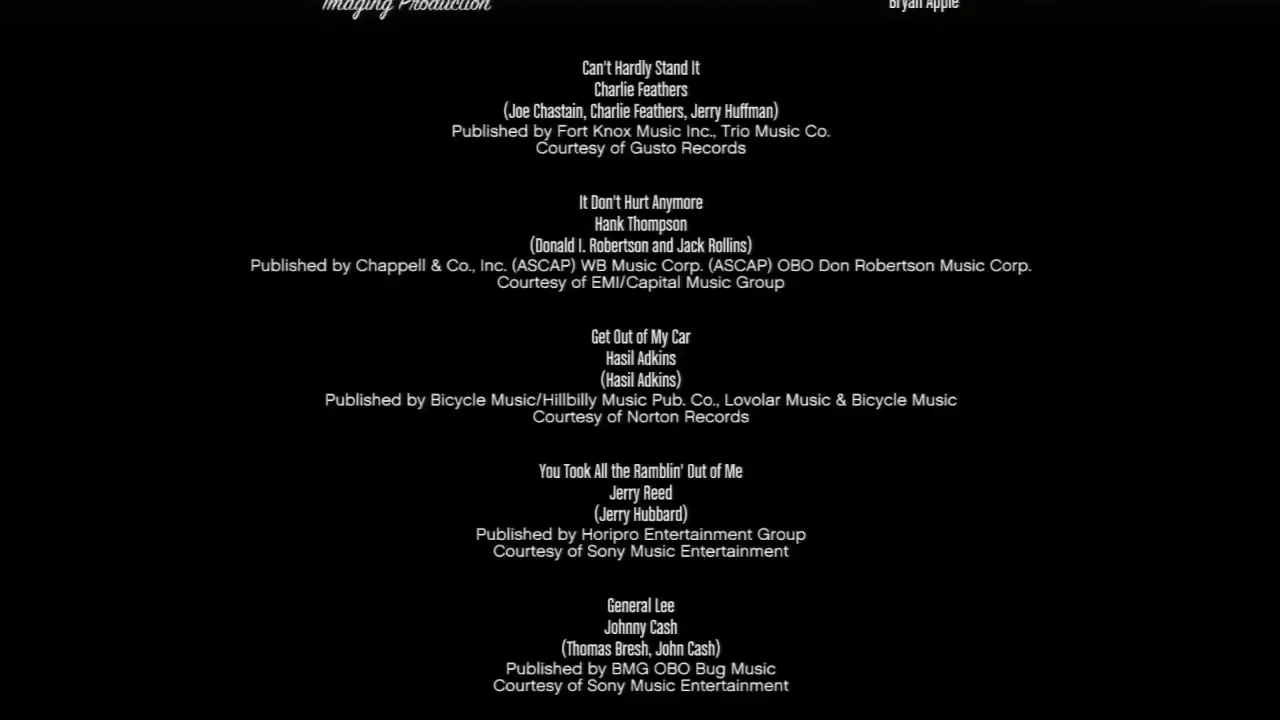 Imaging Production Bryan Apple
Can't Hardly Stand It
Charlie Feathers
(Joe Chastain, Charlie Feathers, Jerry Huffman)
Published by Fort Knox Music Inc., Trio Music Co.
Courtesy of Gusto Records
It Don't Hurt Anymore
Hank Thompson
(Donald I. Robertson and Jack Rollins)
Published by Chappell & Co., Inc. (ASCAP) WB Music Corp. (ASCAP) OBO Don Robertson Music Corp.
Courtesy of EMI/Capital Music Group
Get Out of My Car
Hasil Adkins
(Hasil Adkins)
Published by Bicycle Music/Hillbilly Music Pub. Co., Lovolar Music & Bicycle Music
Courtesy of Norton Records
You Took All the Ramblin' Out of Me
Jerry Reed
(Jerry Hubbard)
Published by Horipro Entertainment Group
Courtesy of Sony Music Entertainment
General Lee
Johnny Cash
(Thomas Bresh, John Cash)
Published by BMG OBO Bug Music
Courtesy of Sony Music Entertainment